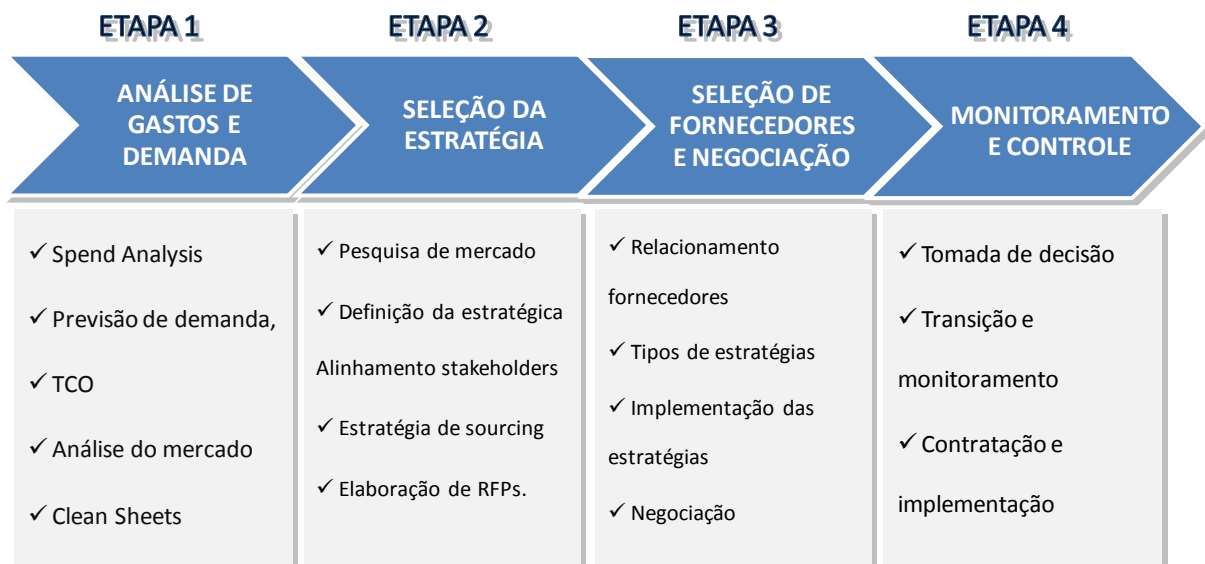 ETAPA 1
ANÁLISE DE
GASTOS E
DEMANDA
✓ Spend Analysis
✓ Previsão de demanda,
✓ TCO
✓ Análise do mercado
✓ Clean Sheets
ETAPA 2
SELEÇÃO DA
ESTRATÉGIA
✓ Pesquisa de mercado
✓ Definição da estratégica
Alinhamento stakeholders
✓ Estratégia de sourcing
✓ Elaboração de RFPs.
ETAPA 3
SELEÇÃO DE
FORNECEDORES
E NEGOCIAÇÃO
✓ Relacionamento
fornecedores
✓ Tipos de estratégias
✓ Implementação das
estratégias
✓ Negociação
ETAPA 4
MONITORAMENTO
E CONTROLE
✓ Tomada de decisão
✓ Transição e
monitoramento
✓ Contratação e
implementação